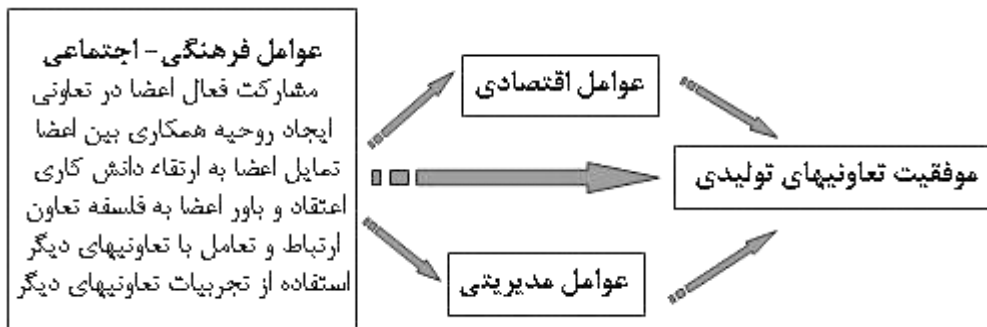 عوامل فرهنگی- اجتماعی
مشارکت فعال اعضا در تعاونی
ایجاد روحیه همکاری بین اعضا
تمایل اعضا به ارتقاء دانش کاری
اعتقاد و باور اعضا به فلسفه تعاون
ارتباط و تعامل با تعاونیهای دیگر
استفاده از تجربیات تعاونیهای دیگر
عوامل اقتصادی
عوامل مدیریتی
موفقیت تعاونیهای تولیدی